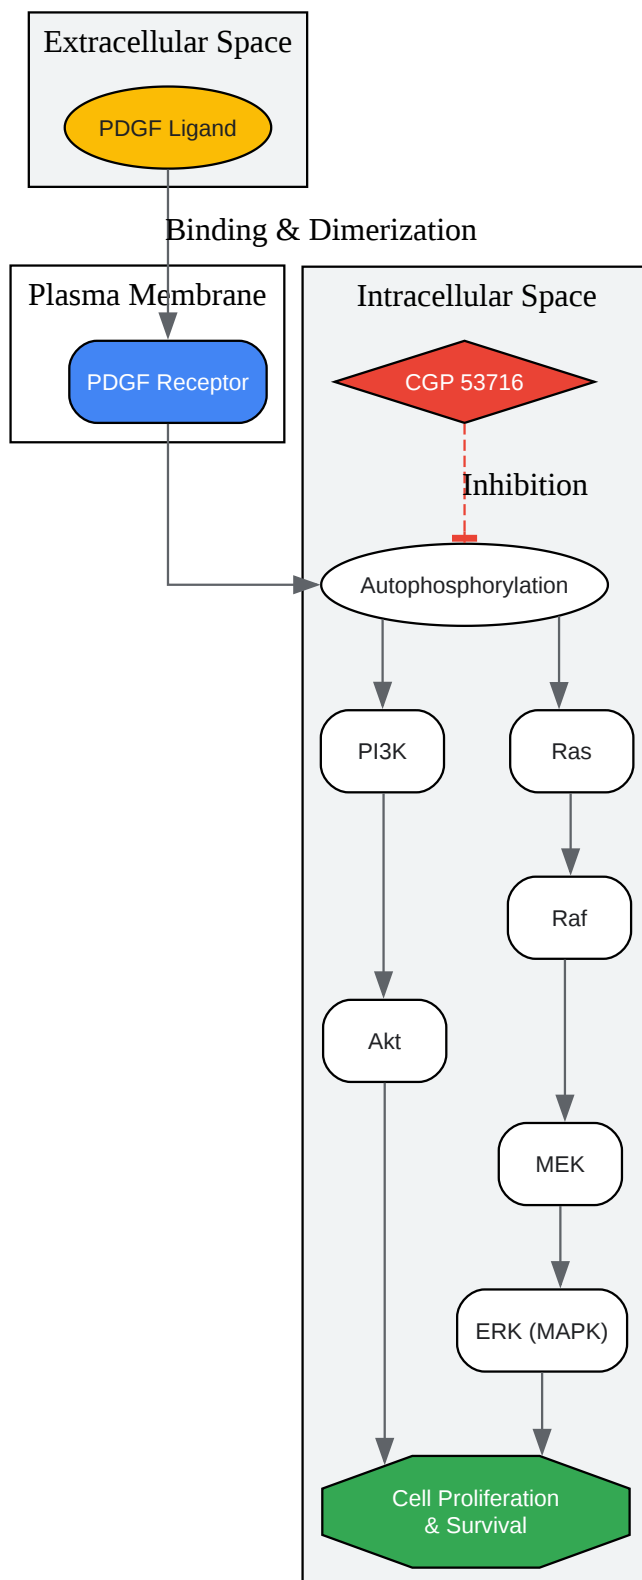 Extracellular Space
PDGF Ligand
Binding & Dimerization
Plasma Membrane
PDGF Receptor
Intracellular Space
CGP 53716
Inhibition
Autophosphorylation
PI3K
Ras
Raf
Akt
MEK
ERK (MAPK)
Cell Proliferation
& Survival